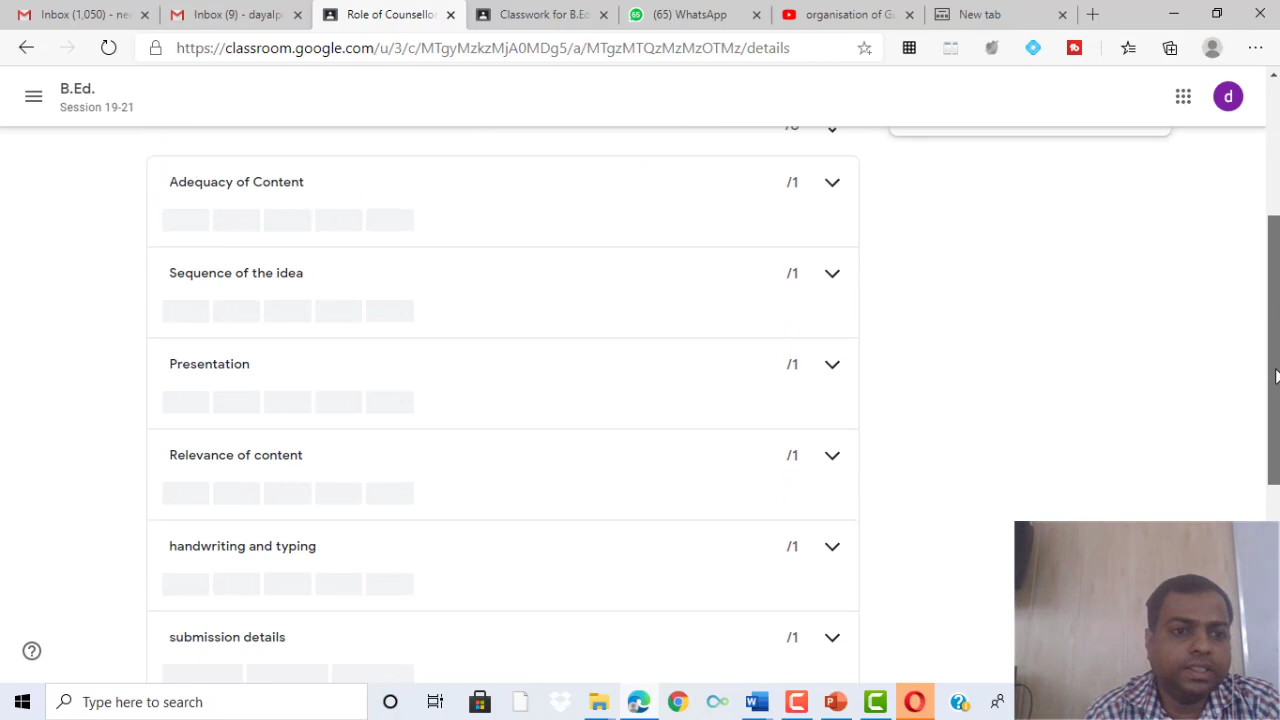 Inbox (1,030) - ne
Inbox (9) - dayalp
Role of Counsello
Classwork for B.Ed
(65) WhatsApp
organisation of Gu
New tab
https://classroom.google.com/u/3/c/MTgyMzkzMjA0MDg5/a/MTgzMTQzMzMzOTMz/details
B.Ed.
Session 19-21
d
Adequacy of Content /1
Sequence of the idea /1
Presentation /1
Relevance of content /1
handwriting and typing /1
submission details /1
Type here to search